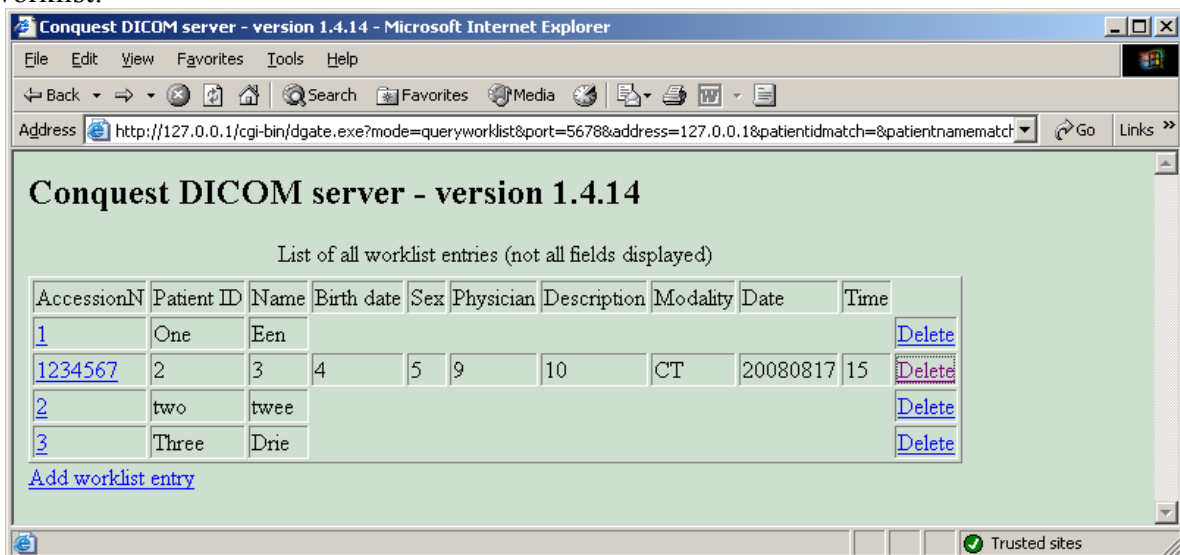 worklist.
Conquest DICOM server - version 1.4.14 - Microsoft Internet Explorer
File Edit View Favorites Tools Help
Back Search Favorites Media
Address http://127.0.0.1/cgi-bin/dgate.exe?mode=queryworklist&port=5678&address=127.0.0.1&patientidmatch=&patientnamematch Go Links »
Conquest DICOM server - version 1.4.14
List of all worklist entries (not all fields displayed)
AccessionN Patient ID Name Birth date Sex Physician Description Modality Date Time
1 One Een Delete
1234567 2 3 4 5 9 10 CT 20080817 15 Delete
2 two twee Delete
3 Three Drie Delete
Add worklist entry
Trusted sites